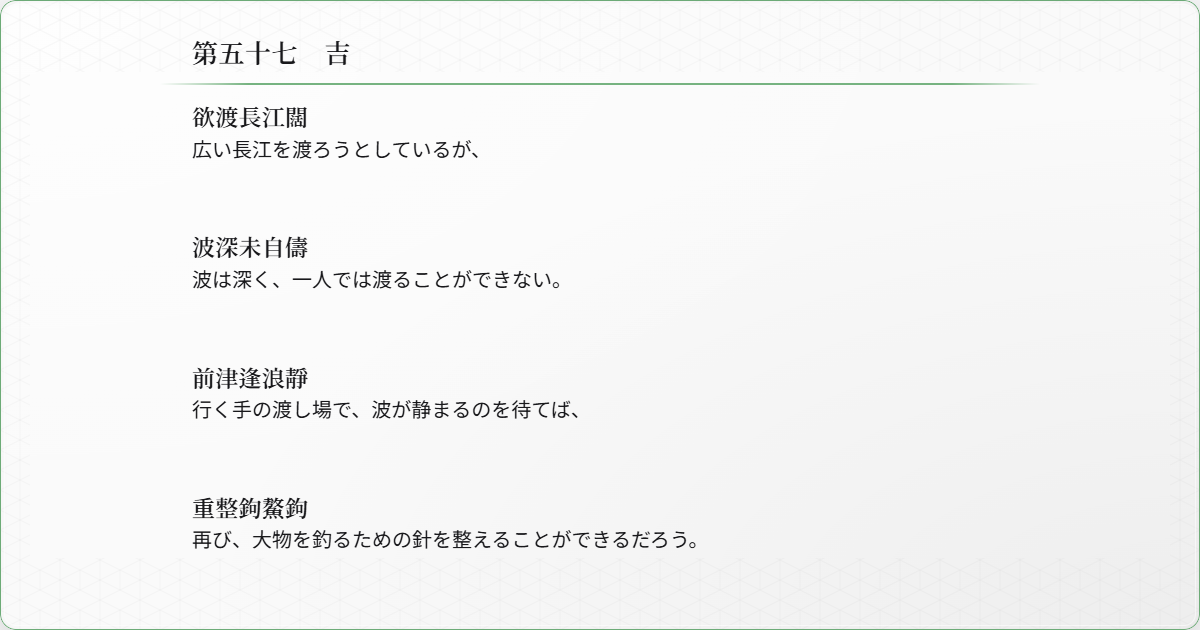 第五十七　吉
欲渡長江闊
広い長江を渡ろうとしているが、
波深未自儔
波は深く、一人では渡ることができない。
前津逢浪靜
行く手の渡し場で、波が静まるのを待てば、
重整鉤鰲鉤
再び、大物を釣るための針を整えることができるだろう。